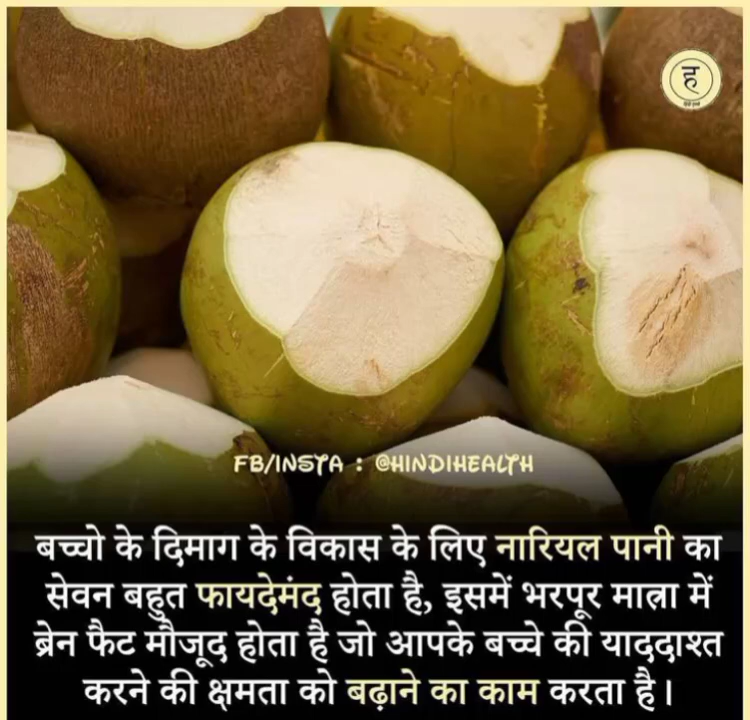 ह
FB/INSTA : @HINDIHEALTH
बच्चो के दिमाग के विकास के लिए नारियल पानी का
सेवन बहुत फायदेमंद होता है, इसमें भरपूर मात्रा में
ब्रेन फैट मौजूद होता है जो आपके बच्चे की याददाश्त
करने की क्षमता को बढ़ाने का काम करता है।